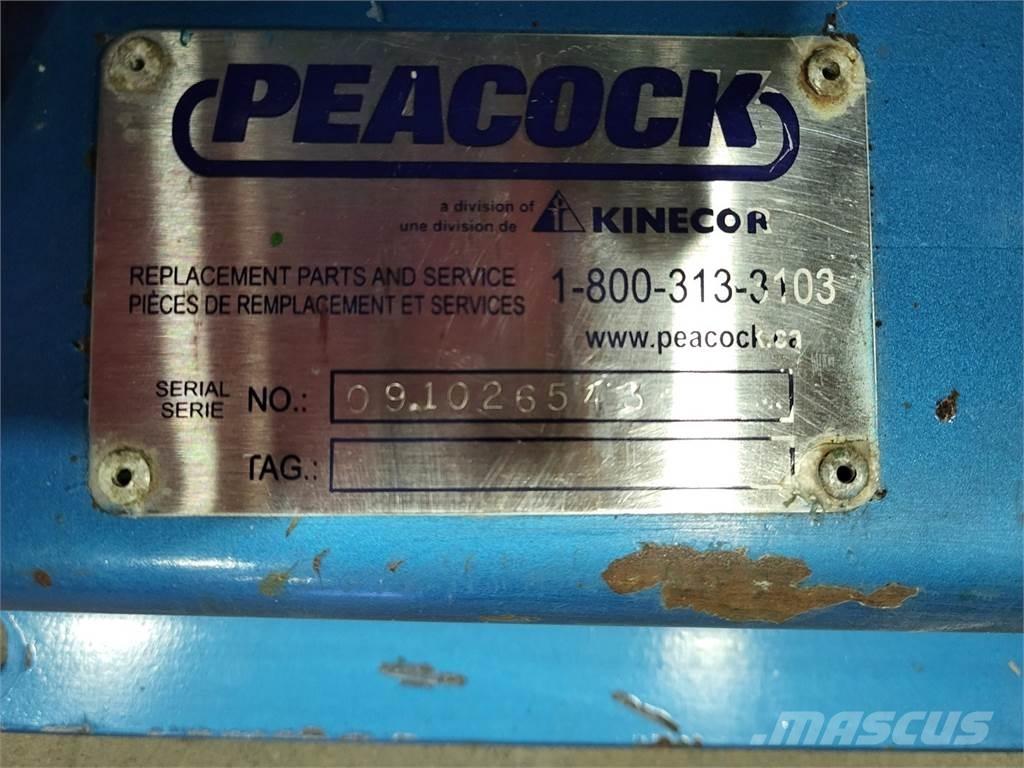 PEACOCK
a division of
une division de
KINECOR
REPLACEMENT PARTS AND SERVICE
PIÈCES DE REMPLACEMENT ET SERVICES
1-800-313-3103
www.peacock.ca
SERIAL
SERIE
NO.:
TAG.:
MASCUS